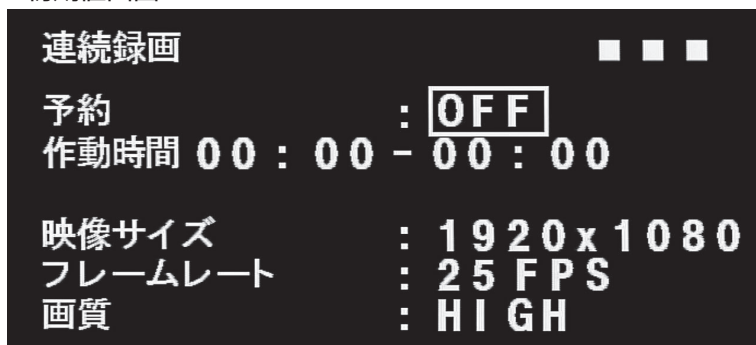 連続録画 ■ ■ ■
予約 : OFF
作動時間 00 : 00 - 00 : 00
映像サイズ : 1920x1080
フレームレート : 25 FPS
画質 : HIGH